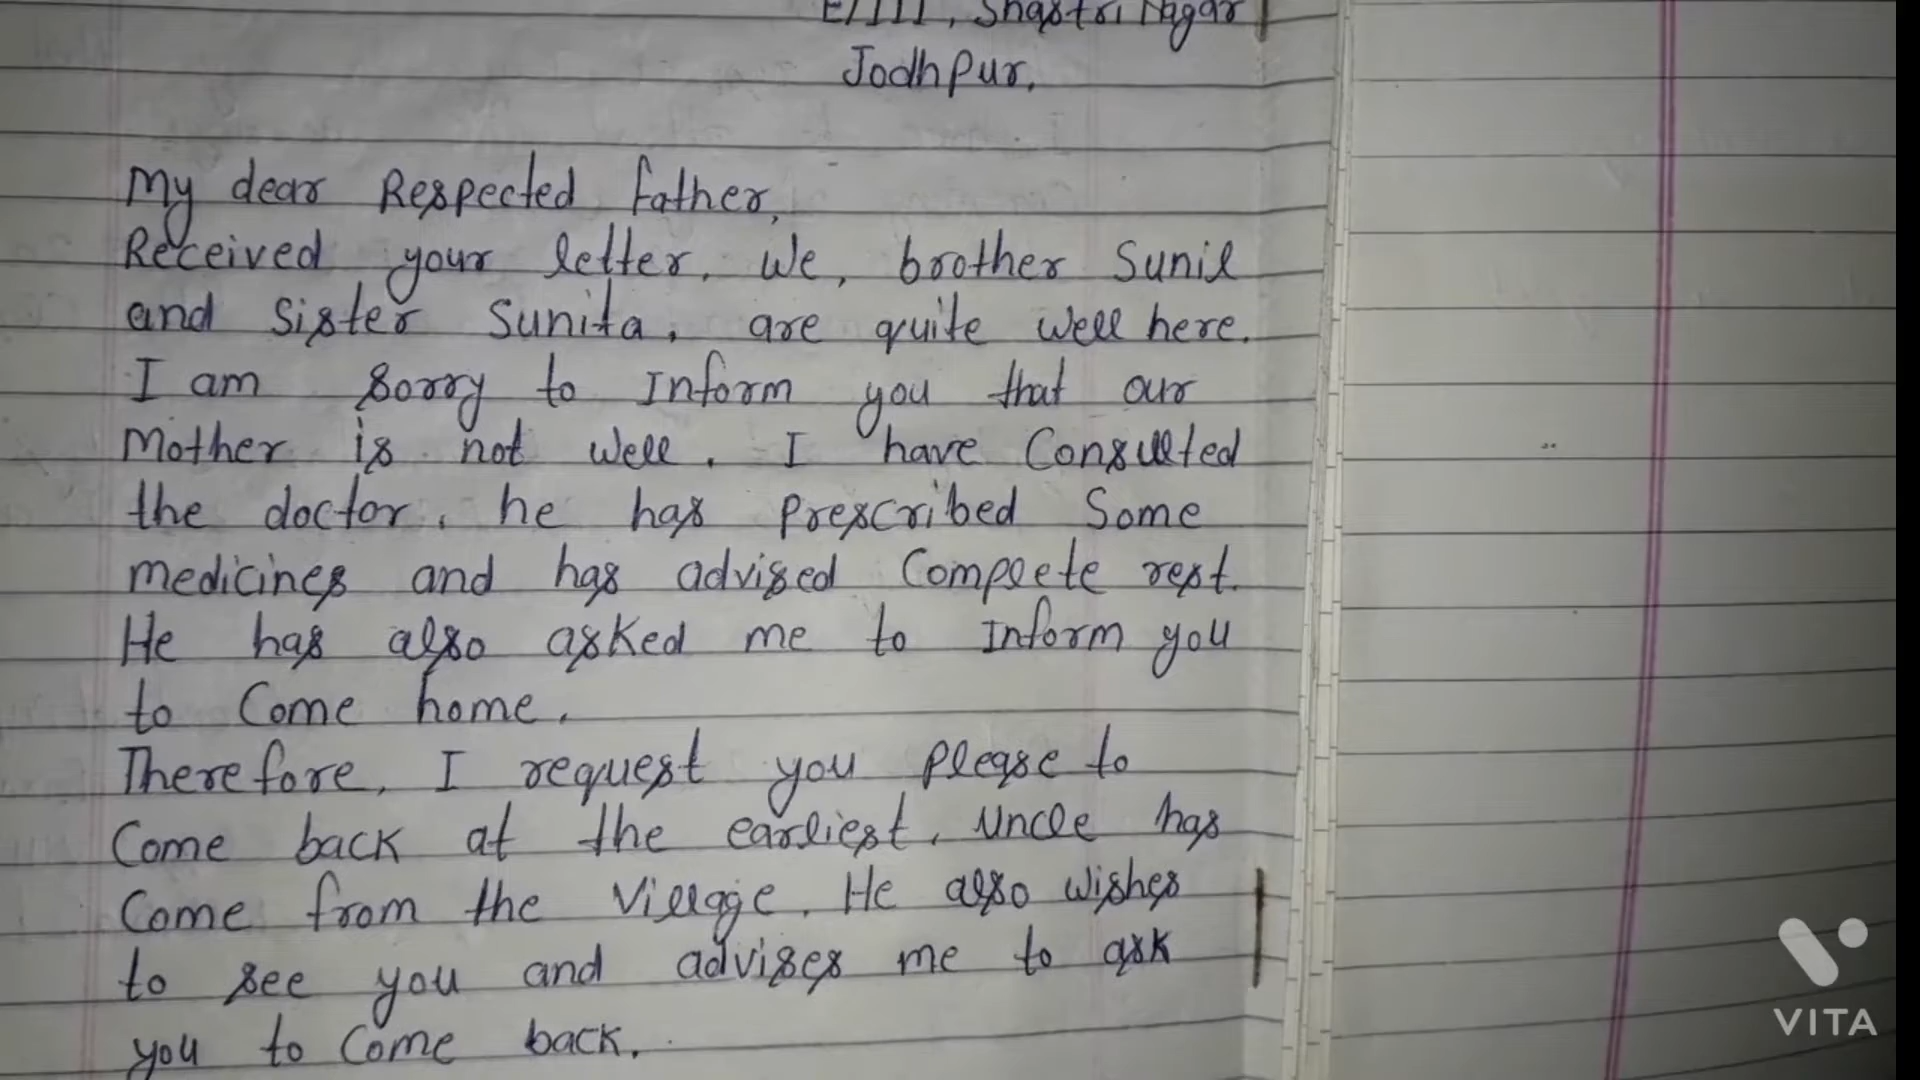 E/111, Shastri Nagar
Jodhpur,
My dear Respected father,
Received your letter. We, brother Sunil
and Sister Sunita, are quite well here.
I am sorry to Inform you that our
Mother is not well. I have Consulted
the doctor, he has prescribed Some
medicines and has advised Complete rest.
He has also asked me to Inform you
to Come home.
Therefore, I request you please to
Come back at the earliest, uncle has
Come from the Village. He also wishes
to see you and advises me to ask
you to Come back.
VITA